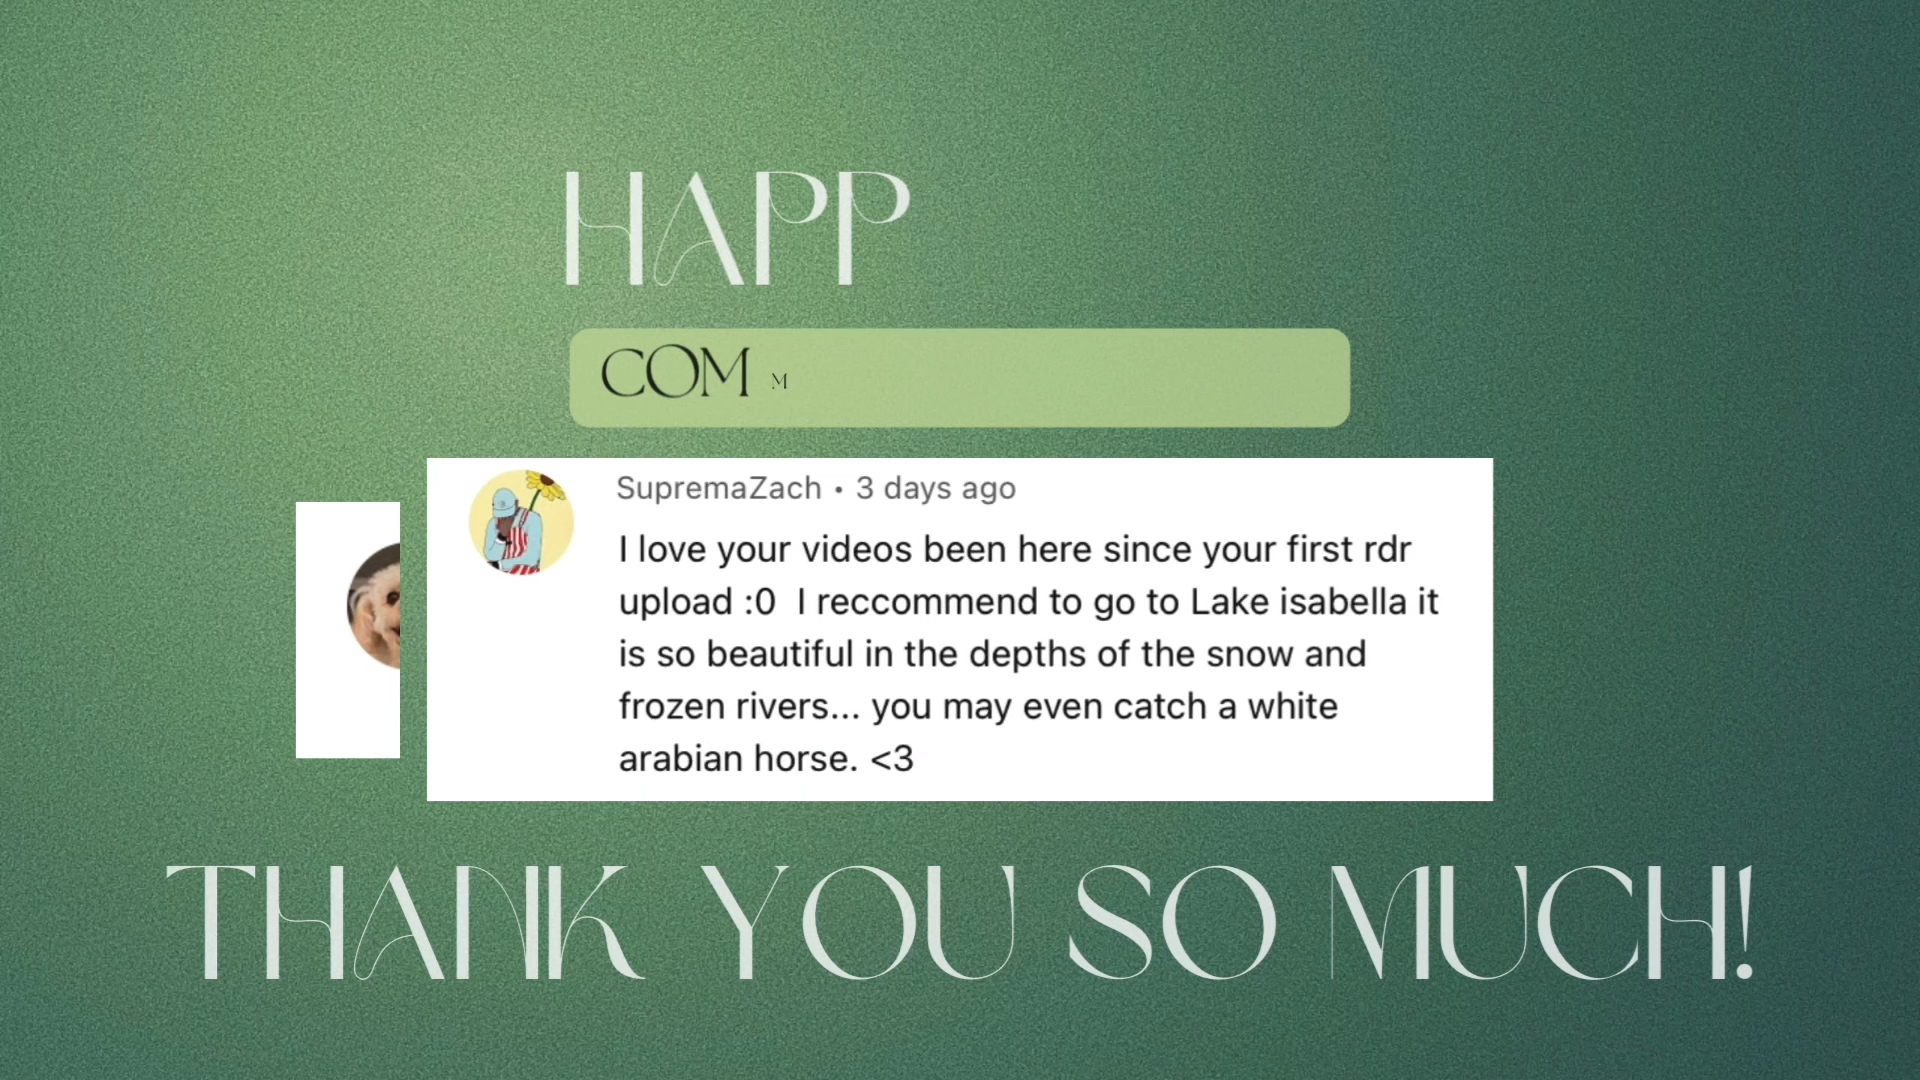 HAPP
COM M
SupremaZach • 3 days ago
I love your videos been here since your first rdr
upload :0 I reccommend to go to Lake isabella it
is so beautiful in the depths of the snow and
frozen rivers... you may even catch a white
arabian horse. <3
THANK YOU SO MUCH!